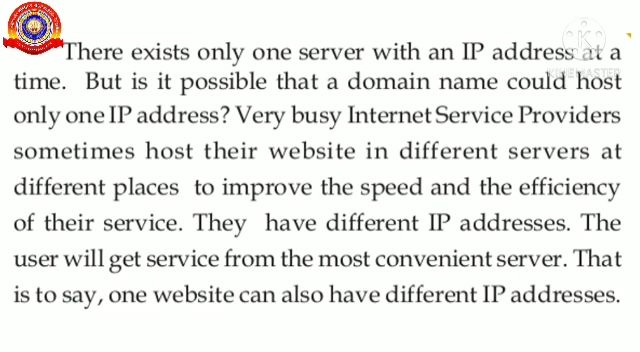 There exists only one server with an IP address at a
time. But is it possible that a domain name could host
only one IP address? Very busy Internet Service Providers
sometimes host their website in different servers at
different places to improve the speed and the efficiency
of their service. They have different IP addresses. The
user will get service from the most convenient server. That
is to say, one website can also have different IP addresses.
KINEMASTER